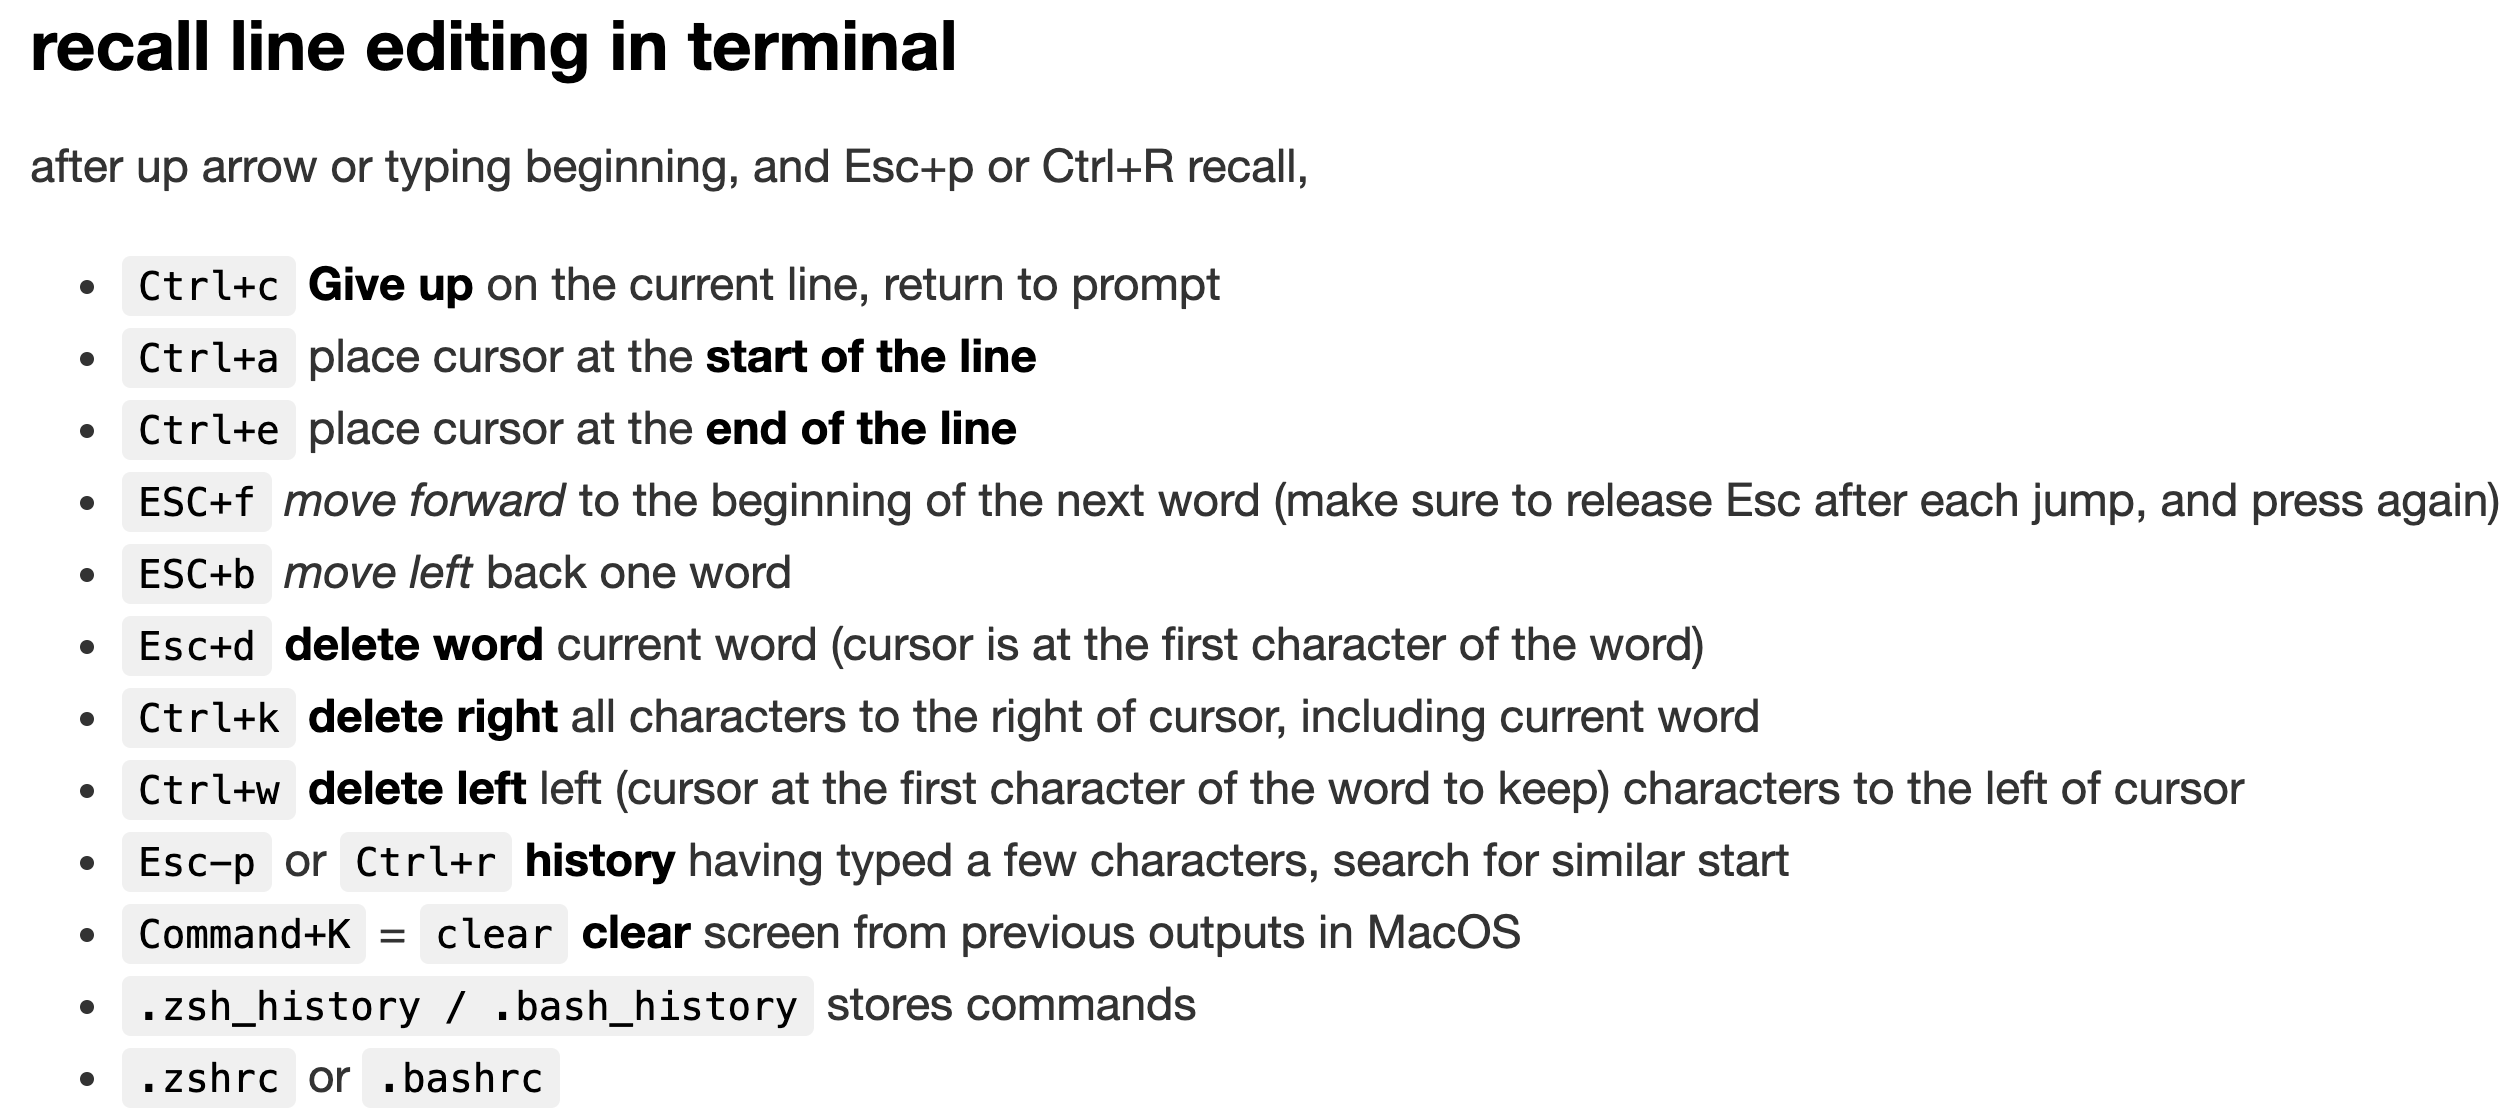 recall line editing in terminal
after up arrow or typing beginning, and Esc+p or Ctrl+R recall,
Ctrl+c Give up on the current line, return to prompt
Ctrl+a place cursor at the start of the line
Ctrl+e place cursor at the end of the line
ESC+f move forward to the beginning of the next word (make sure to release Esc after each jump, and press again)
ESC+b move left back one word
Esc+d delete word current word (cursor is at the first character of the word)
Ctrl+k delete right all characters to the right of cursor, including current word
Ctrl+w delete left left (cursor at the first character of the word to keep) characters to the left of cursor
Esc-p or Ctrl+r history having typed a few characters, search for similar start
Command+K = clear clear screen from previous outputs in MacOS
.zsh_history / .bash_history stores commands
.zshrc or .bashrc